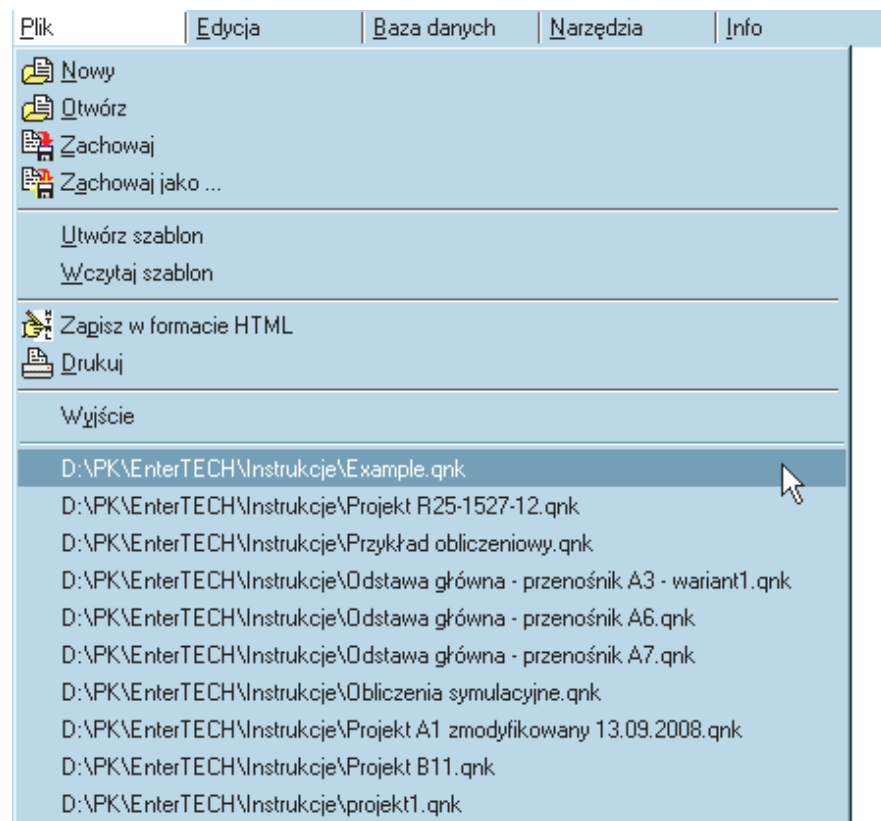 Plik Edycja Baza danych Narzędzia Info
Nowy
Otwórz
Zachowaj
Zachowaj jako ...
Utwórz szablon
Wczytaj szablon
Zapisz w formacie HTML
Drukuj
Wyjście
D:\PK\EnterTECH\Instrukcje\Example.qnk
D:\PK\EnterTECH\Instrukcje\Projekt R25-1527-12.qnk
D:\PK\EnterTECH\Instrukcje\Przykład obliczeniowy.qnk
D:\PK\EnterTECH\Instrukcje\Odstawa główna - przenośnik A3 - wariant1.qnk
D:\PK\EnterTECH\Instrukcje\Odstawa główna - przenośnik A6.qnk
D:\PK\EnterTECH\Instrukcje\Odstawa główna - przenośnik A7.qnk
D:\PK\EnterTECH\Instrukcje\Obliczenia symulacyjne.qnk
D:\PK\EnterTECH\Instrukcje\Projekt A1 zmodyfikowany 13.09.2008.qnk
D:\PK\EnterTECH\Instrukcje\Projekt B11.qnk
D:\PK\EnterTECH\Instrukcje\projekt1.qnk